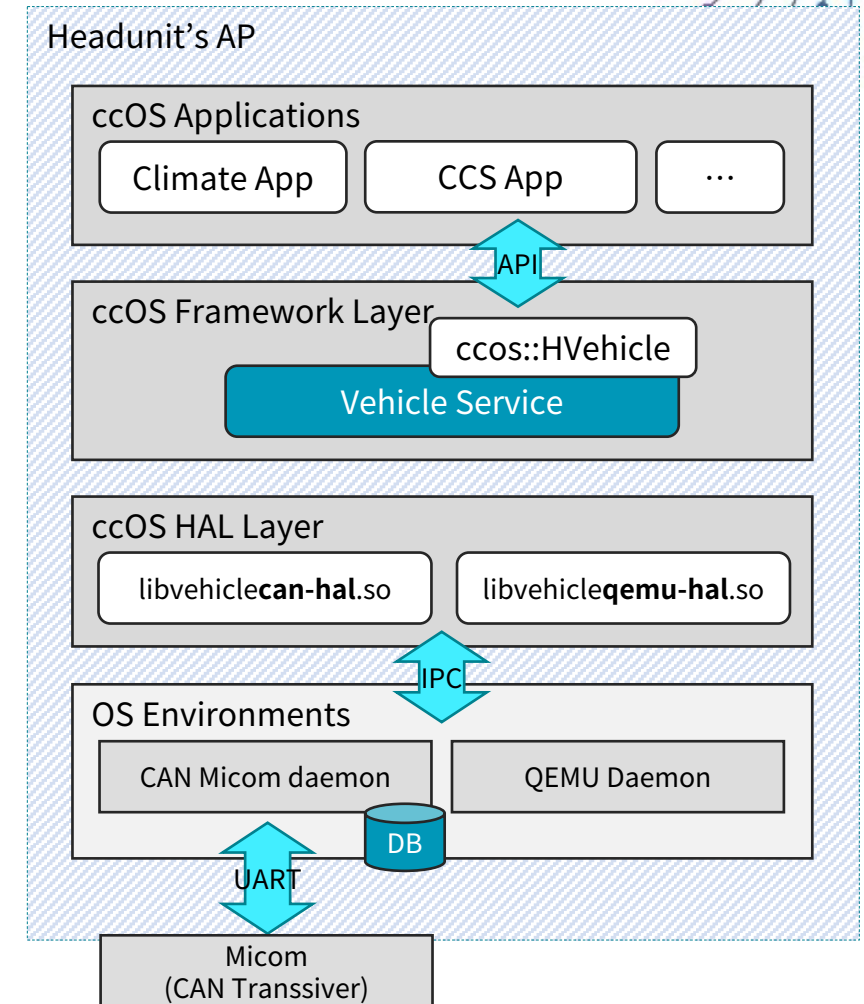 Headunit’s AP
ccOS Applications
Climate App
CCS App
…
API
ccOS Framework Layer
ccos::HVehicle
Vehicle Service
ccOS HAL Layer
libvehiclecan-hal.so
libvehicleqemu-hal.so
IPC
OS Environments
CAN Micom daemon
QEMU Daemon
DB
UART
Micom
(CAN Transsiver)